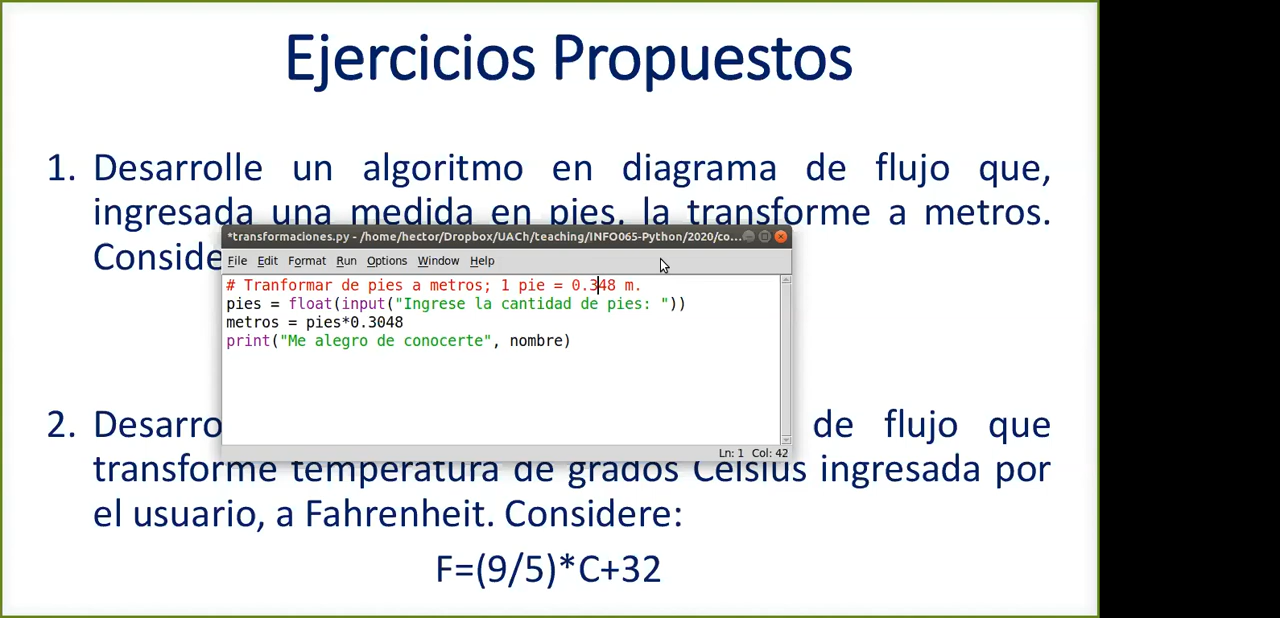 Ejercicios Propuestos
1. Desarrolle un algoritmo en diagrama de flujo que,
ingresada una medida en pies, la transforme a metros.
*transformaciones.py - /home/hector/Dropbox/UACh/teaching/INFO065-Python/2020/co...
Conside
File Edit Format Run Options Window Help
# Tranformar de pies a metros; 1 pie = 0.348 m.
pies = float(input("Ingrese la cantidad de pies: "))
metros = pies*0.3048
print("Me alegro de conocerte", nombre)
2. Desarro de flujo que
Ln: 1 Col: 42
transforme temperatura de grados Celsius ingresada por
el usuario, a Fahrenheit. Considere:
F=(9/5)*C+32